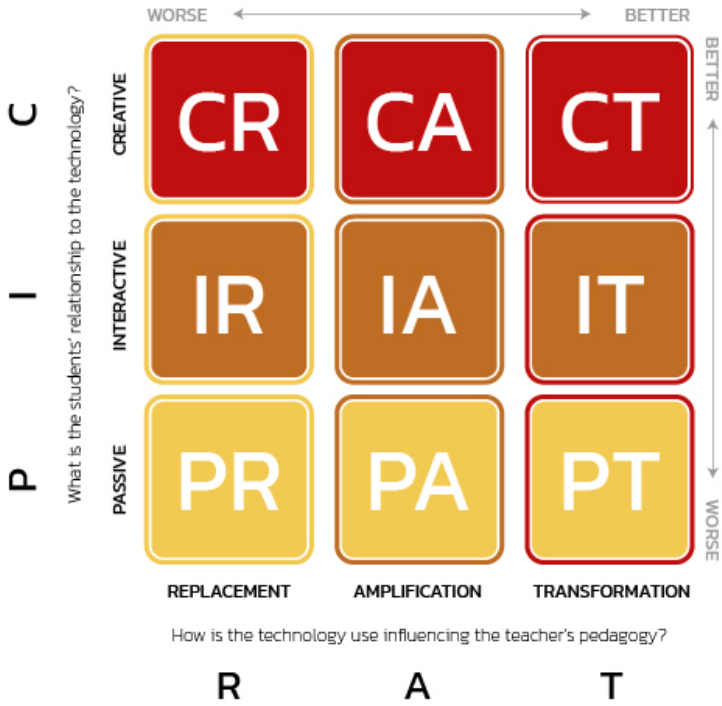 WORSE BETTER
BETTER
C
What is the students' relationship to the technology?
CREATIVE
CR CA CT
I
INTERACTIVE
IR IA IT
P
PASSIVE
PR PA PT
WORSE
REPLACEMENT AMPLIFICATION TRANSFORMATION
How is the technology use influencing the teacher's pedagogy?
R A T